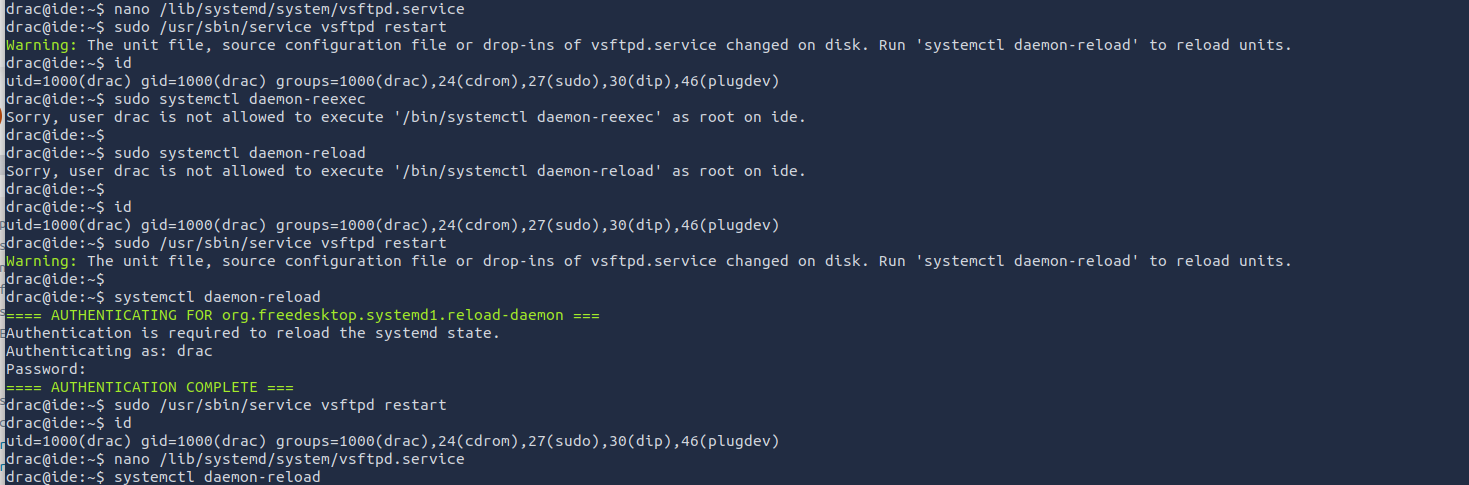 drac@ide:~$ nano /lib/systemd/system/vsftpd.service
drac@ide:~$ sudo /usr/sbin/service vsftpd restart
Warning: The unit file, source configuration file or drop-ins of vsftpd.service changed on disk. Run 'systemctl daemon-reload' to reload units.
drac@ide:~$ id
uid=1000(drac) gid=1000(drac) groups=1000(drac),24(cdrom),27(sudo),30(dip),46(plugdev)
drac@ide:~$ sudo systemctl daemon-reexec
Sorry, user drac is not allowed to execute '/bin/systemctl daemon-reexec' as root on ide.
drac@ide:~$
drac@ide:~$ sudo systemctl daemon-reload
Sorry, user drac is not allowed to execute '/bin/systemctl daemon-reload' as root on ide.
drac@ide:~$
drac@ide:~$ id
uid=1000(drac) gid=1000(drac) groups=1000(drac),24(cdrom),27(sudo),30(dip),46(plugdev)
drac@ide:~$ sudo /usr/sbin/service vsftpd restart
Warning: The unit file, source configuration file or drop-ins of vsftpd.service changed on disk. Run 'systemctl daemon-reload' to reload units.
drac@ide:~$
drac@ide:~$ systemctl daemon-reload
==== AUTHENTICATING FOR org.freedesktop.systemd1.reload-daemon ===
Authentication is required to reload the systemd state.
Authenticating as: drac
Password:
==== AUTHENTICATION COMPLETE ===
drac@ide:~$ sudo /usr/sbin/service vsftpd restart
drac@ide:~$ id
uid=1000(drac) gid=1000(drac) groups=1000(drac),24(cdrom),27(sudo),30(dip),46(plugdev)
drac@ide:~$ nano /lib/systemd/system/vsftpd.service
drac@ide:~$ systemctl daemon-reload